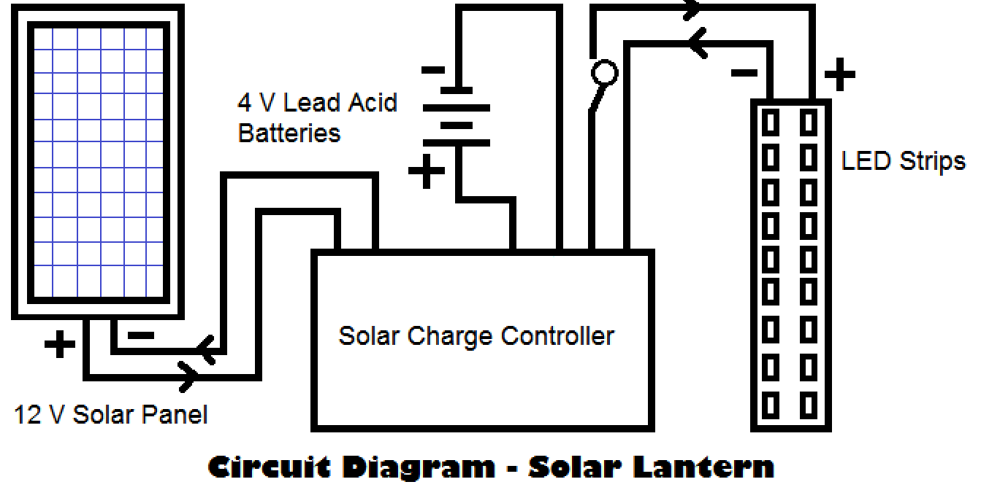 4 V Lead Acid
Batteries
LED Strips
Solar Charge Controller
12 V Solar Panel
Circuit Diagram - Solar Lantern